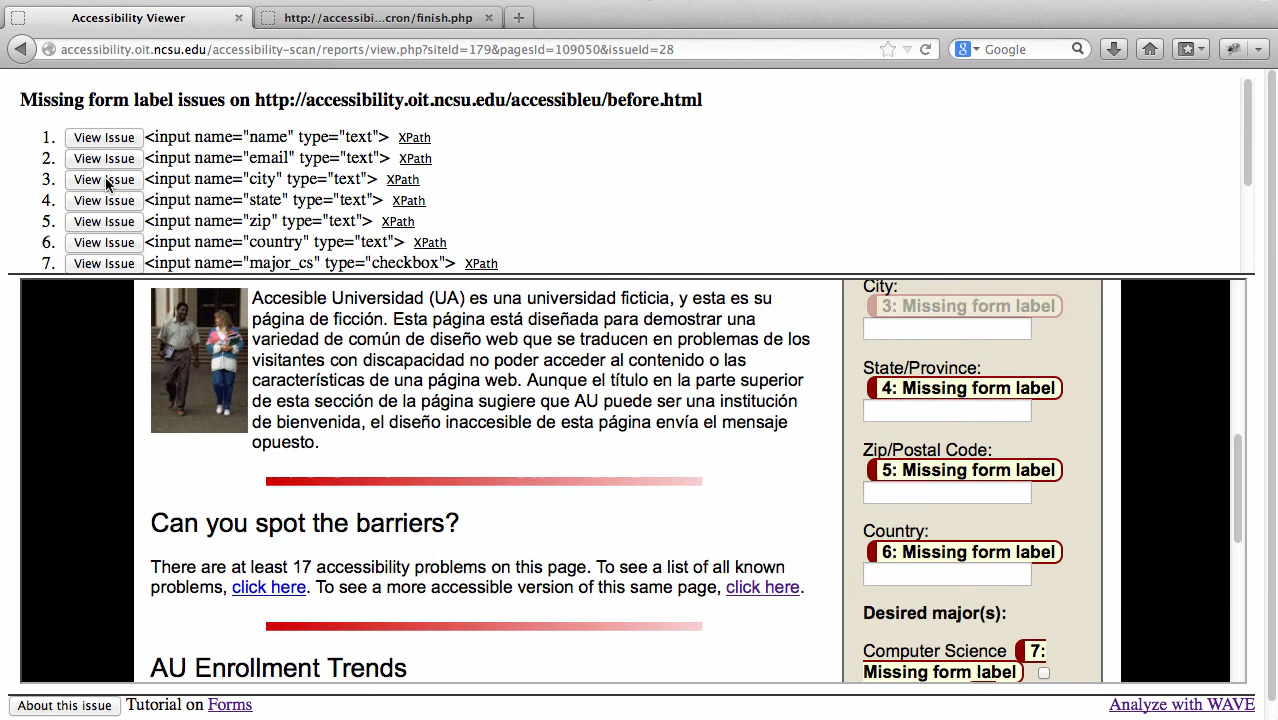 Accessibility Viewer
http://accessibi...cron/finish.php
accessibility.oit.ncsu.edu/accessibility-scan/reports/view.php?siteId=179&pagesId=109050&issueId=28
Google
Missing form label issues on http://accessibility.oit.ncsu.edu/accessibleu/before.html
1. View Issue <input name="name" type="text"> XPath
2. View Issue <input name="email" type="text"> XPath
3. View Issue <input name="city" type="text"> XPath
4. View Issue <input name="state" type="text"> XPath
5. View Issue <input name="zip" type="text"> XPath
6. View Issue <input name="country" type="text"> XPath
7. View Issue <input name="major_cs" type="checkbox"> XPath
Accesible Universidad (UA) es una universidad ficticia, y esta es su
página de ficción. Esta página está diseñada para demostrar una
variedad de común de diseño web que se traducen en problemas de los
visitantes con discapacidad no poder acceder al contenido o las
características de una página web. Aunque el título en la parte superior
de esta sección de la página sugiere que AU puede ser una institución
de bienvenida, el diseño inaccesible de esta página envía el mensaje
opuesto.
Can you spot the barriers?
There are at least 17 accessibility problems on this page. To see a list of all known
problems, click here. To see a more accessible version of this same page, click here.
AU Enrollment Trends
City:
3: Missing form label
State/Province:
4: Missing form label
Zip/Postal Code:
5: Missing form label
Country:
6: Missing form label
Desired major(s):
Computer Science 7:
Missing form label
About this issue Tutorial on Forms
Analyze with WAVE